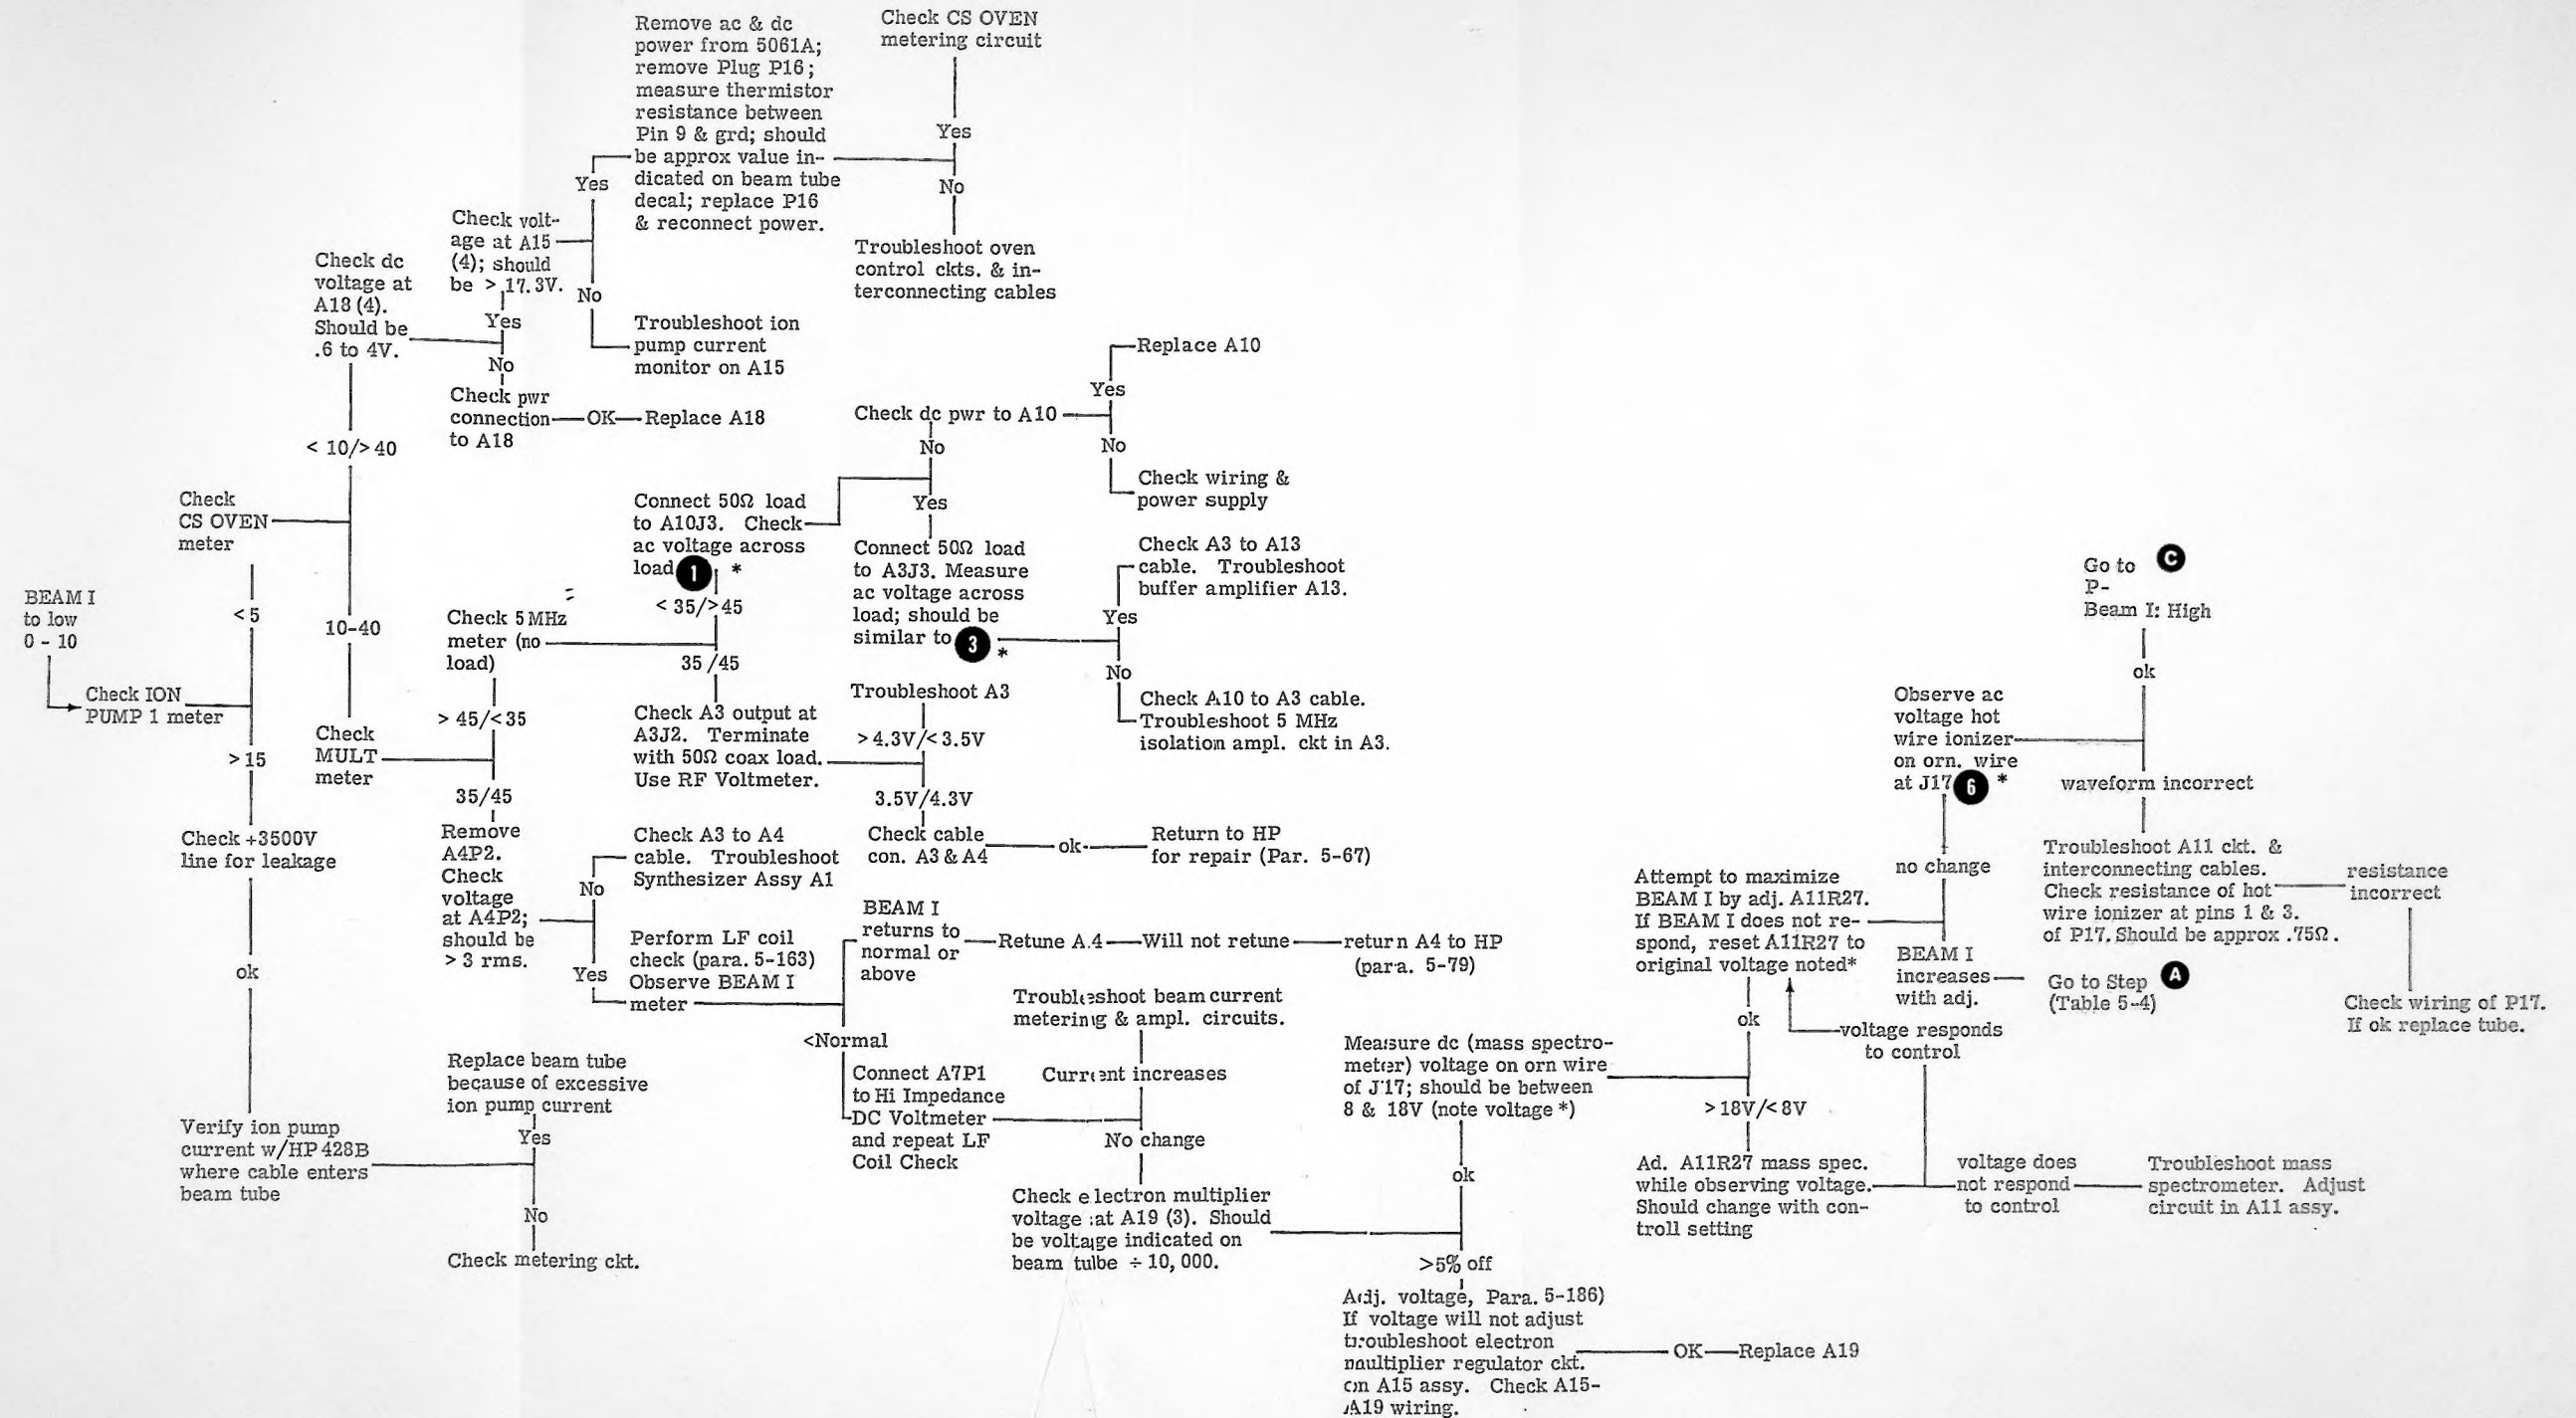 Remove ac & dc
power from 5061A;
remove Plug P16;
measure thermistor
resistance between
Pin 9 & grd; should
be approx value in-
dicated on beam tube
decal; replace P16
& reconnect power.
Check CS OVEN
metering circuit
Yes
No
Troubleshoot oven
control ckts. & in-
terconnecting cables
Yes
Check volt-
age at A15
(4); should
be > 17.3V.
No
Troubleshoot ion
pump current
monitor on A15
Check dc
voltage at
A18 (4).
Should be
.6 to 4V.
Yes
No
Check pwr
connection
to A18
OK
Replace A18
< 10/> 40
Check
CS OVEN
meter
10-40
BEAM I
to low
0 - 10
Check ION
PUMP 1 meter
< 5
> 15
Check +3500V
line for leakage
ok
Verify ion pump
current w/HP 428B
where cable enters
beam tube
Replace beam tube
because of excessive
ion pump current
Yes
No
Check metering ckt.
Check
MULT
meter
Check 5 MHz
meter (no
load)
> 45/< 35
35/45
Remove
A4P2.
Check
voltage
at A4P2;
should be
> 3 rms.
Connect 50Ω load
to A10J3. Check
ac voltage across
load 1 *
< 35/>45
35 /45
Check A3 output at
A3J2. Terminate
with 50Ω coax load.
Use RF Voltmeter.
Check dc pwr to A10
Yes
Replace A10
No
Check wiring &
power supply
No
Yes
Connect 50Ω load
to A3J3. Measure
ac voltage across
load; should be
similar to 3 *
Yes
Check A3 to A13
cable. Troubleshoot
buffer amplifier A13.
No
Check A10 to A3 cable.
Troubleshoot 5 MHz
isolation ampl. ckt in A3.
Troubleshoot A3
> 4.3V/< 3.5V
3.5V/4.3V
Check cable
con. A3 & A4
ok
Return to HP
for repair (Par. 5-67)
No
Check A3 to A4
cable. Troubleshoot
Synthesizer Assy A1
Yes
Perform LF coil
check (para. 5-163)
Observe BEAM I
meter
BEAM I
returns to
normal or
above
Retune A.4
Will not retune
return A4 to HP
(para. 5-79)
<Normal
Connect A7P1
to Hi Impedance
DC Voltmeter
and repeat LF
Coil Check
Troubleshoot beam current
metering & ampl. circuits.
Current increases
No change
Check electron multiplier
voltage at A19 (3). Should
be voltage indicated on
beam tube ÷ 10,000.
Measure dc (mass spectro-
meter) voltage on orn wire
of J17; should be between
8 & 18V (note voltage *)
ok
>5% off
Adj. voltage, Para. 5-186)
If voltage will not adjust
troubleshoot electron
multiplier regulator ckt.
on A15 assy. Check A15-
A19 wiring.
OK
Replace A19
Attempt to maximize
BEAM I by adj. A11R27.
If BEAM I does not re-
spond, reset A11R27 to
original voltage noted*
ok
> 18V/< 8V
Ad. A11R27 mass spec.
while observing voltage.
Should change with con-
troll setting
voltage responds
to control
voltage does
not respond
to control
Troubleshoot mass
spectrometer. Adjust
circuit in A11 assy.
Observe ac
voltage hot
wire ionizer
on orn. wire
at J17 6 *
no change
BEAM I
increases
with adj.
Go to Step A
(Table 5-4)
Go to C
P-
Beam I: High
ok
waveform incorrect
Troubleshoot A11 ckt. &
interconnecting cables.
Check resistance of hot
wire ionizer at pins 1 & 3.
of P17. Should be approx .75Ω.
resistance
incorrect
Check wiring of P17.
If ok replace tube.